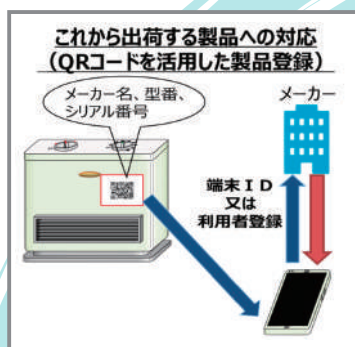 これから出荷する製品への対応
（QRコードを活用した製品登録）
メーカー名、型番、
シリアル番号
メーカー
端末ＩＤ
又は
利用者登録